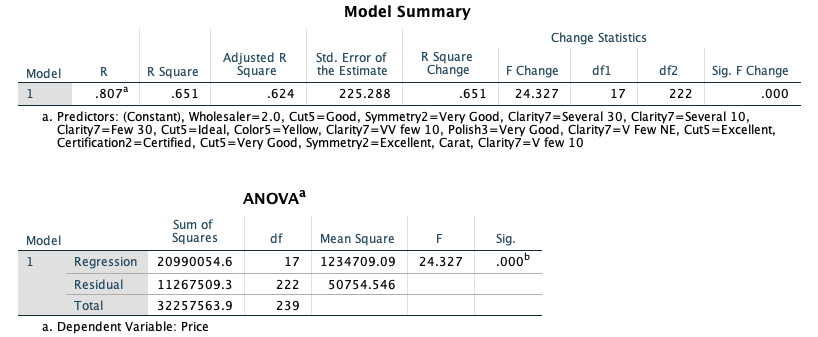 Model Summary
Change Statistics
Model R R Square Adjusted R Square Std. Error of the Estimate R Square Change F Change df1 df2 Sig. F Change
1 .807a .651 .624 225.288 .651 24.327 17 222 .000
a. Predictors: (Constant), Wholesaler=2.0, Cut5=Good, Symmetry2=Very Good, Clarity7=Several 30, Clarity7=Several 10,
Clarity7=Few 30, Cut5=Ideal, Color5=Yellow, Clarity7=VV few 10, Polish3=Very Good, Clarity7=V Few NE, Cut5=Excellent,
Certification2=Certified, Cut5=Very Good, Symmetry2=Excellent, Carat, Clarity7=V few 10
ANOVAa
Model Sum of Squares df Mean Square F Sig.
1 Regression 20990054.6 17 1234709.09 24.327 .000b
Residual 11267509.3 222 50754.546
Total 32257563.9 239
a. Dependent Variable: Price